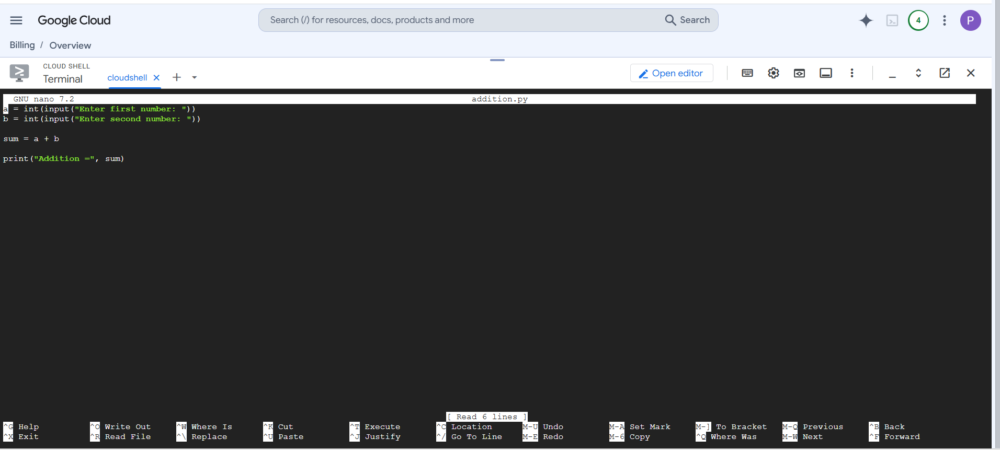 Google Cloud
Search (/) for resources, docs, products and more
Search
4
P
Billing / Overview
CLOUD SHELL
Terminal
cloudshell
Open editor
GNU nano 7.2 addition.py
a = int(input("Enter first number: "))
b = int(input("Enter second number: "))
sum = a + b
print("Addition =", sum)
[ Read 6 lines ]
^G Help ^O Write Out ^W Where Is ^K Cut ^T Execute ^C Location M-U Undo M-A Set Mark M-] To Bracket M-Q Previous ^B Back
^X Exit ^R Read File ^\ Replace ^U Paste ^J Justify ^/ Go To Line M-E Redo M-6 Copy ^Q Where Was M-W Next ^F Forward